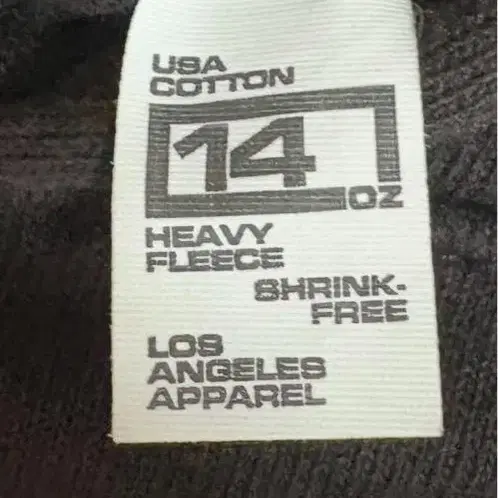 USA
COTTON
14
OZ
HEAVY
FLEECE
SHRINK-
FREE
LOS
ANGELES
APPAREL